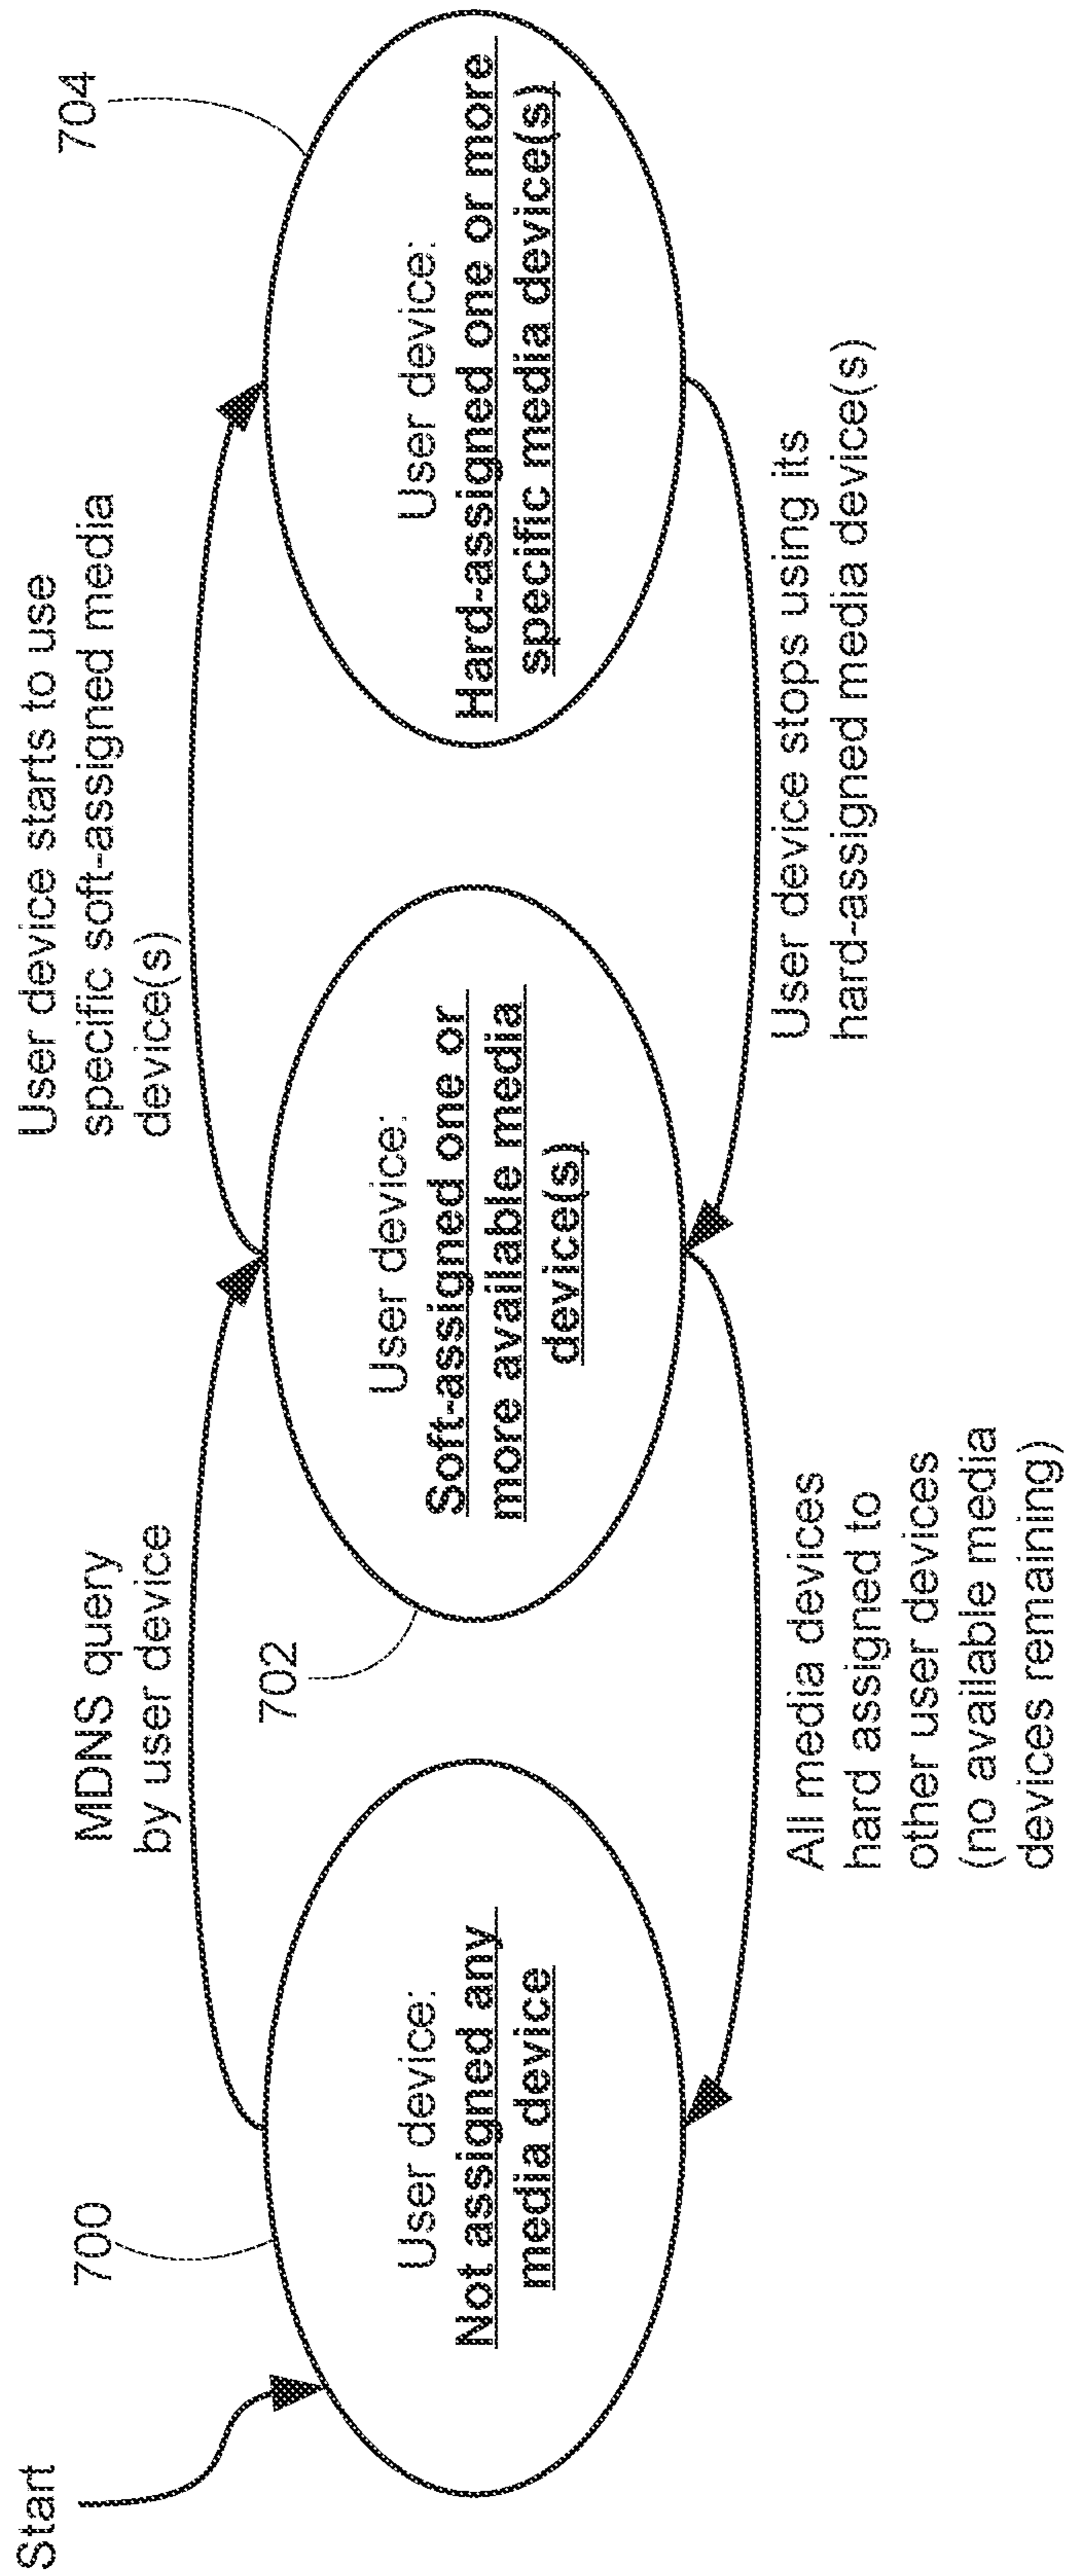 Start
700
User device:
Not assigned any
media device
MDNS query
by user device
702
User device:
Soft-assigned one or
more available media
device(s)
All media devices
hard assigned to
other user devices
(no available media
devices remaining)
User device starts to use
specific soft-assigned media
device(s)
704
User device:
Hard-assigned one or more
specific media device(s)
User device stops using its
hard-assigned media device(s)